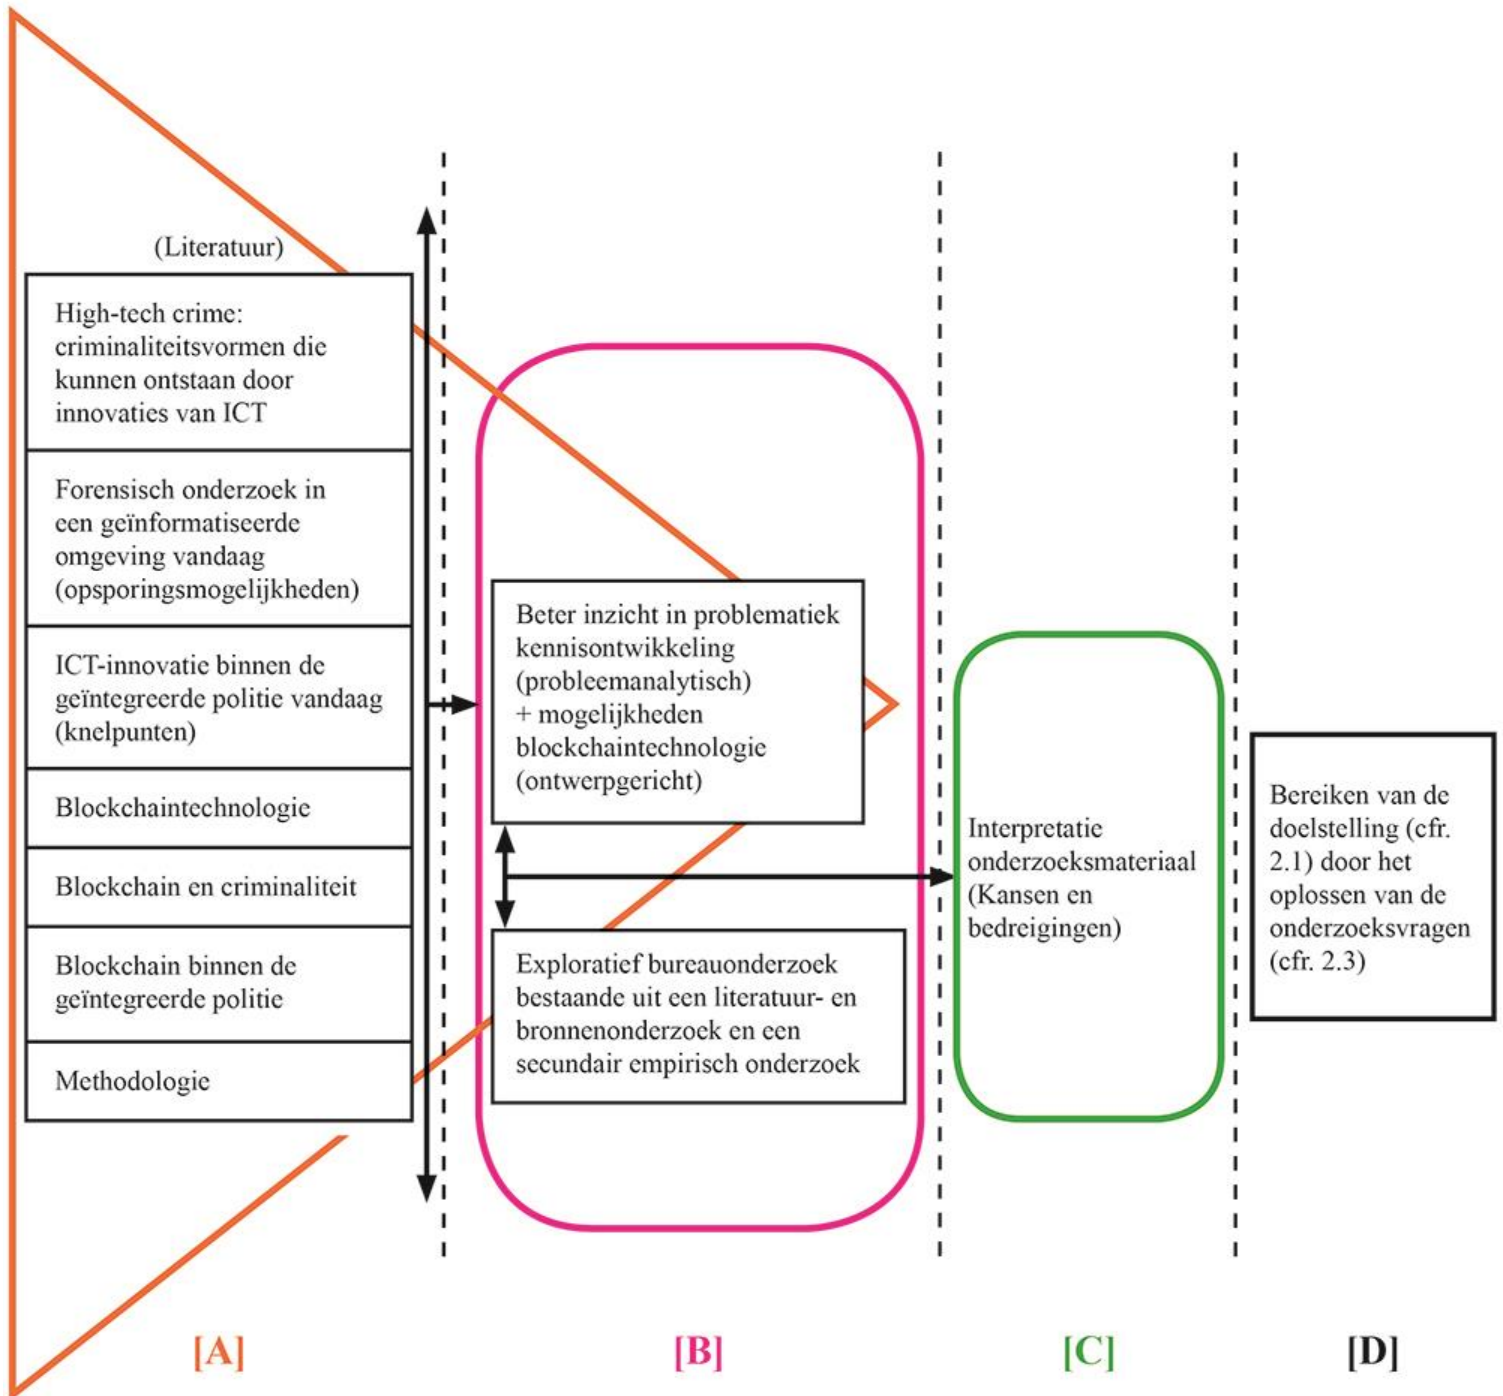 (Literatuur)
High-tech crime:
criminaliteitsvormen die
kunnen ontstaan door
innovaties van ICT
Forensisch onderzoek in
een geïnformatiseerde
omgeving vandaag
(opsporingsmogelijkheden)
ICT-innovatie binnen de
geïntegreerde politie vandaag
(knelpunten)
Blockchaintechnologie
Blockchain en criminaliteit
Blockchain binnen de
geïntegreerde politie
Methodologie
Beter inzicht in problematiek
kennisontwikkeling
(probleemanalytisch)
+ mogelijkheden
blockchaintechnologie
(ontwerpgericht)
Exploratief bureauonderzoek
bestaande uit een literatuur- en
bronnenonderzoek en een
secundair empirisch onderzoek
Interpretatie
onderzoeksmateriaal
(Kansen en
bedreigingen)
Bereiken van de
doelstelling (cfr.
2.1) door het
oplossen van de
onderzoeksvragen
(cfr. 2.3)
[A]
[B]
[C]
[D]